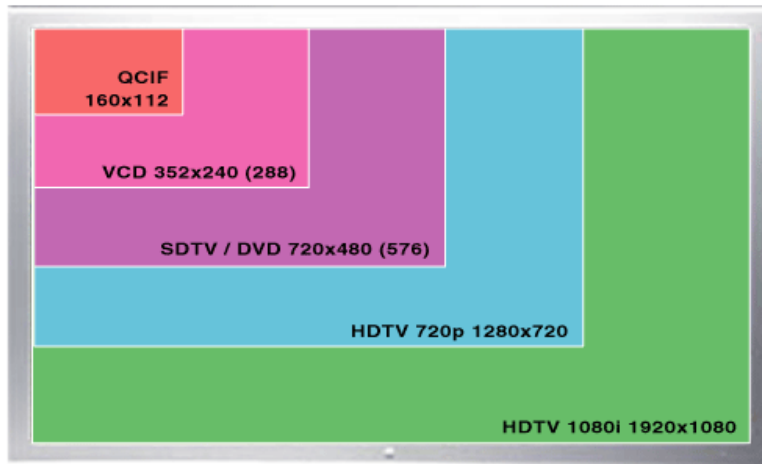 QCIF
160x112
VCD 352x240 (288)
SDTV / DVD 720x480 (576)
HDTV 720p 1280x720
HDTV 1080i 1920x1080